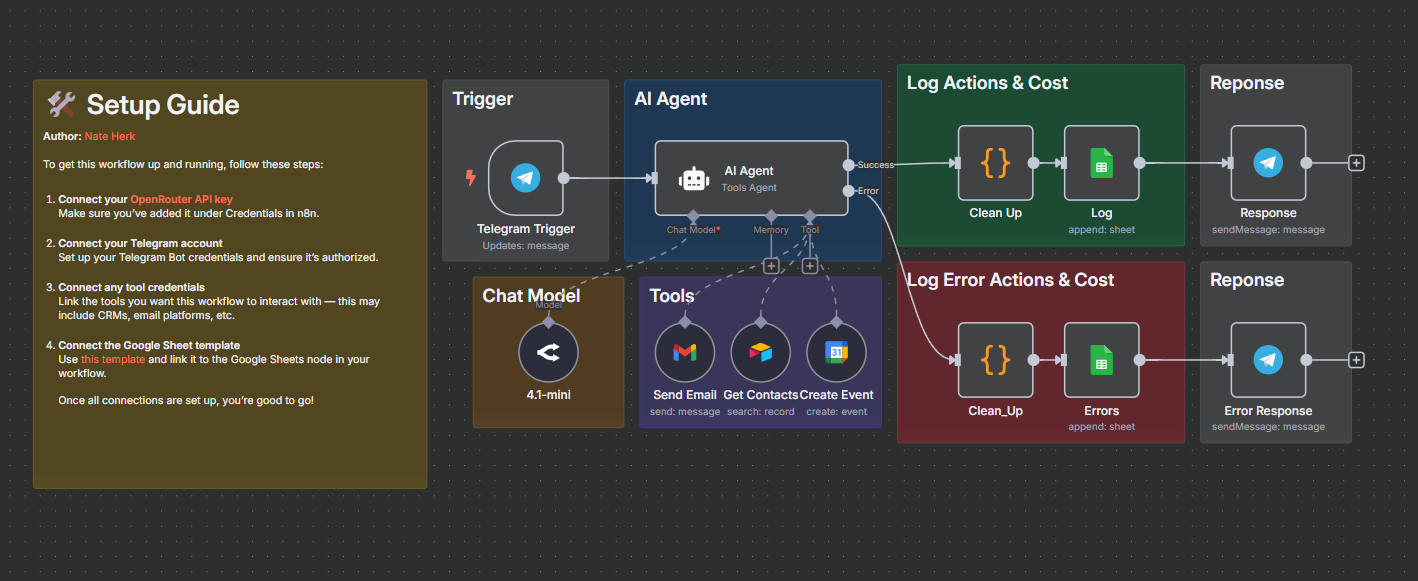 Setup Guide
Author: Nate Herk
To get this workflow up and running, follow these steps:
1. Connect your OpenRouter API key
Make sure you've added it under Credentials in n8n.
2. Connect your Telegram account
Set up your Telegram Bot credentials and ensure it's authorized.
3. Connect any tool credentials
Link the tools you want this workflow to interact with — this may
include CRMs, email platforms, etc.
4. Connect the Google Sheet template
Use this template and link it to the Google Sheets node in your
workflow.
Once all connections are set up, you're good to go!
Trigger
Telegram Trigger
Updates: message
AI Agent
AI Agent
Tools Agent
Success
Error
Chat Model*
Memory
Tool
Chat Model
Model
4.1-mini
Tools
Send Email
send: message
Get Contacts
search: record
31
Create Event
create: event
Log Actions & Cost
{}
Clean Up
Log
append: sheet
Reponse
Response
sendMessage: message
Log Error Actions & Cost
{}
Clean_Up
Errors
append: sheet
Reponse
Error Response
sendMessage: message